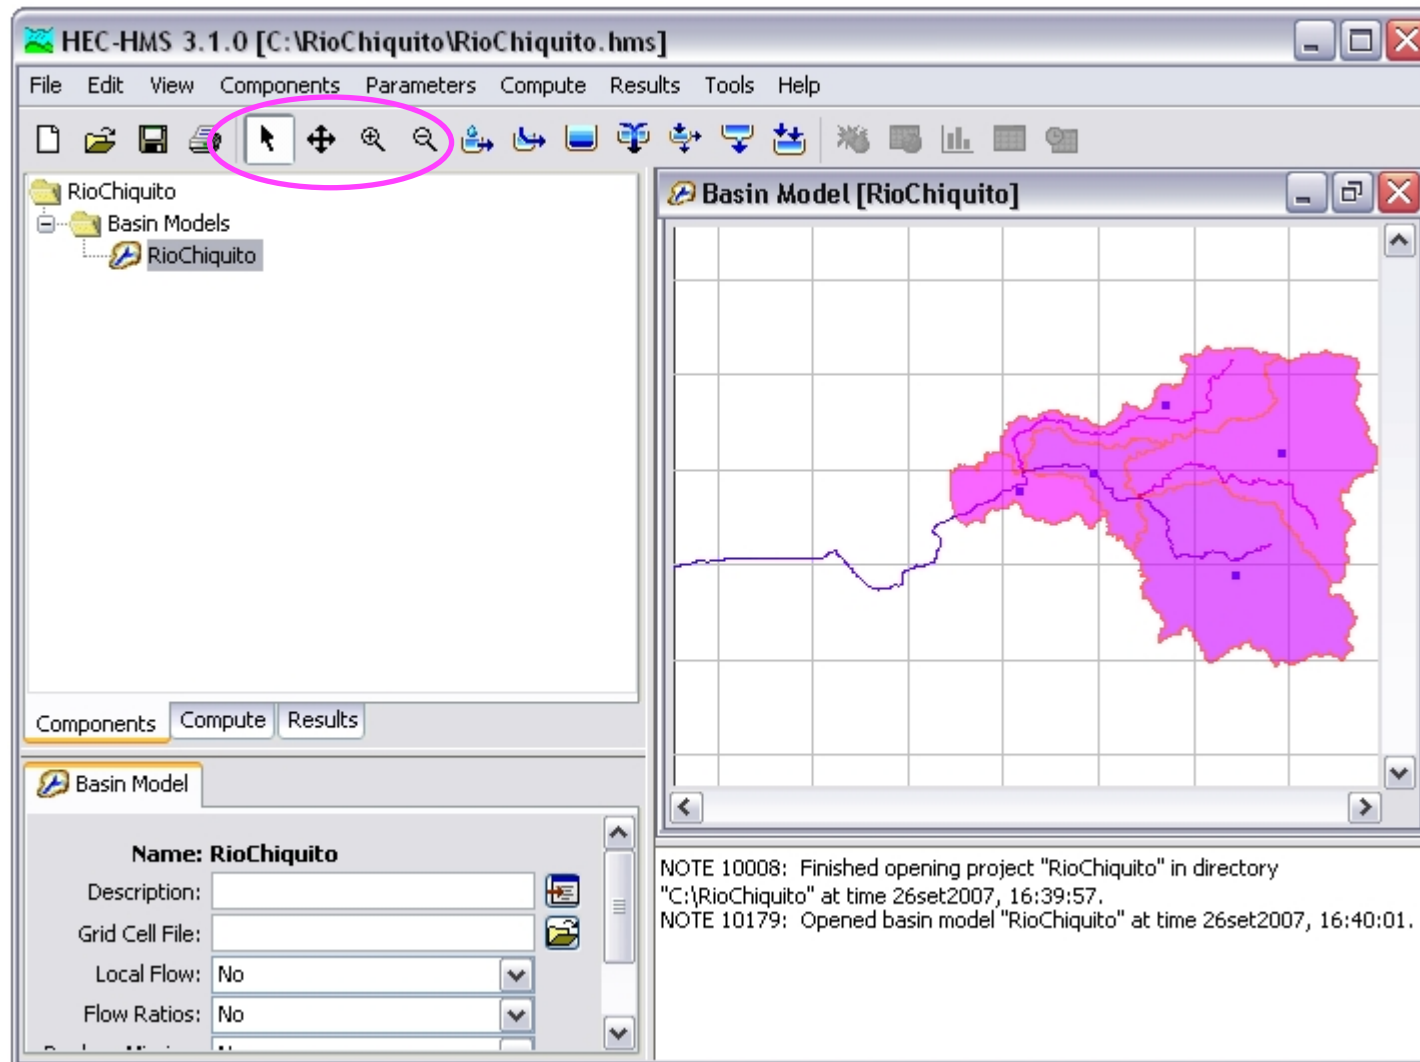 HEC-HMS 3.1.0 [C:\RioChiquito\RioChiquito.hms]
File Edit View Components Parameters Compute Results Tools Help
RioChiquito
Basin Models
RioChiquito
Components Compute Results
Basin Model
Name: RioChiquito
Description:
Grid Cell File:
Local Flow: No
Flow Ratios: No
Basin Model [RioChiquito]
NOTE 10008: Finished opening project "RioChiquito" in directory
"C:\RioChiquito" at time 26set2007, 16:39:57.
NOTE 10179: Opened basin model "RioChiquito" at time 26set2007, 16:40:01.